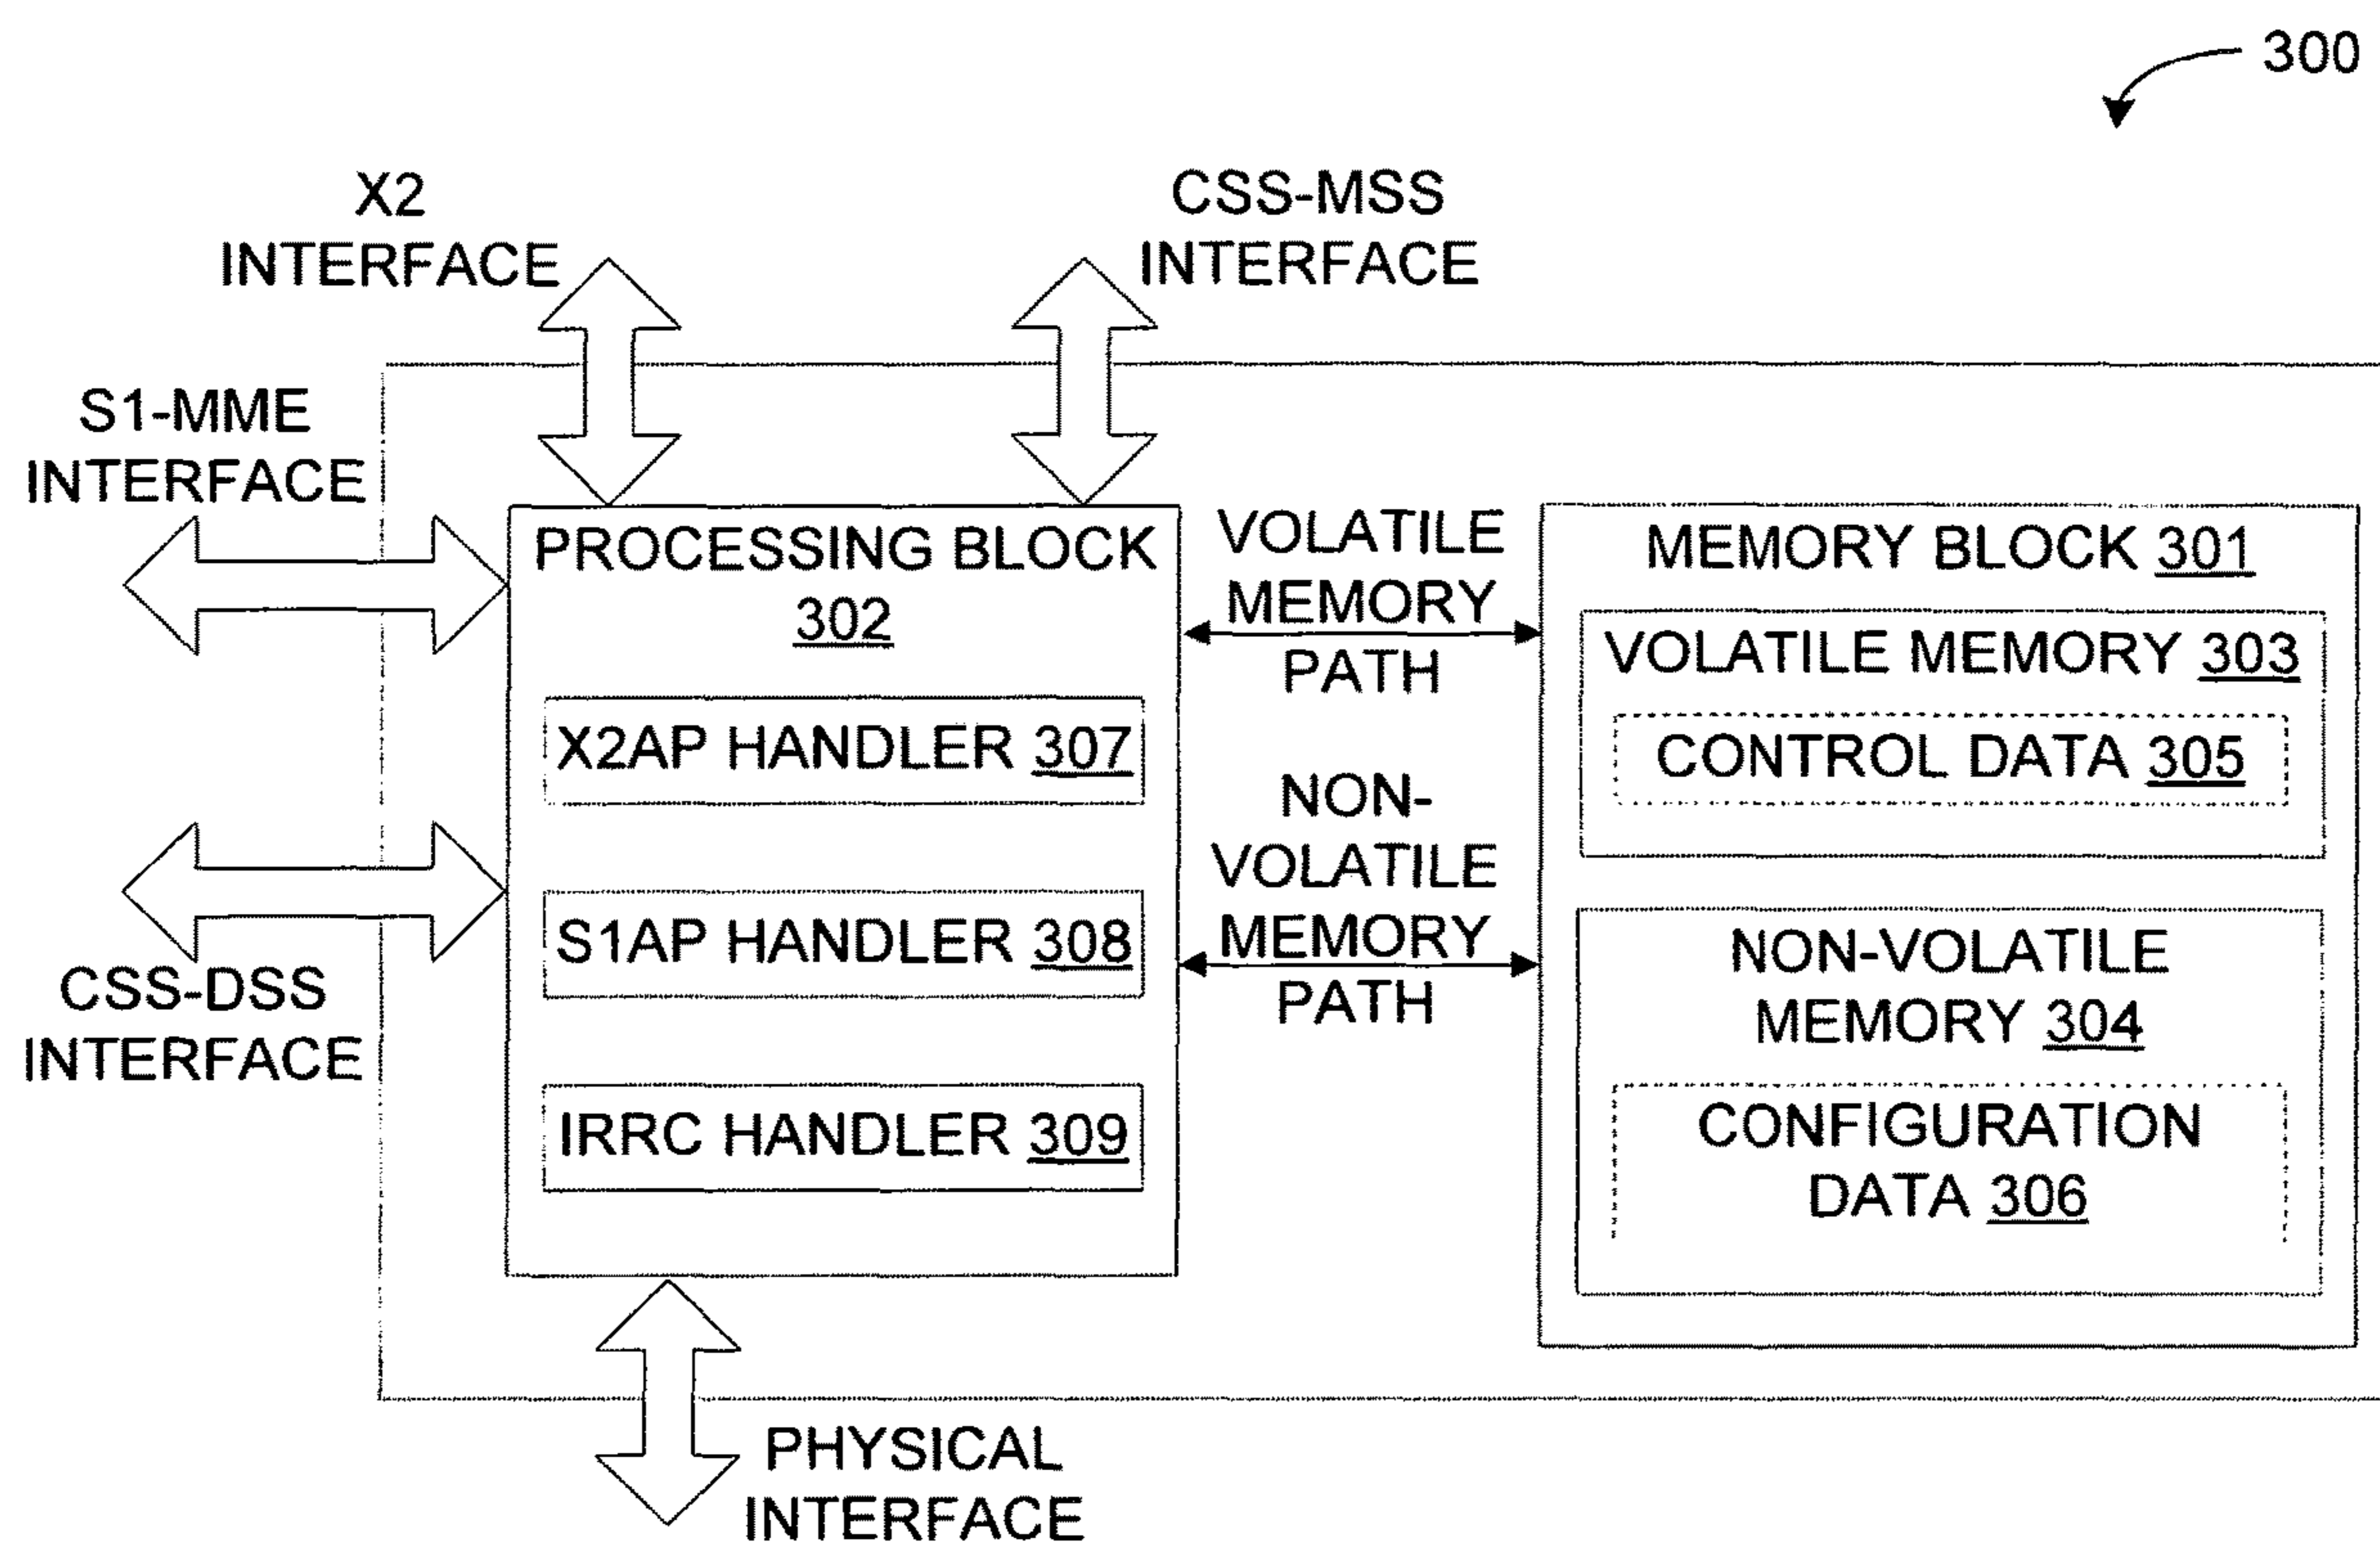 300
X2
INTERFACE
CSS-MSS
INTERFACE
S1-MME
INTERFACE
CSS-DSS
INTERFACE
PROCESSING BLOCK
302
X2AP HANDLER 307
S1AP HANDLER 308
IRRC HANDLER 309
VOLATILE
MEMORY
PATH
NON-
VOLATILE
MEMORY
PATH
MEMORY BLOCK 301
VOLATILE MEMORY 303
CONTROL DATA 305
NON-VOLATILE
MEMORY 304
CONFIGURATION
DATA 306
PHYSICAL
INTERFACE